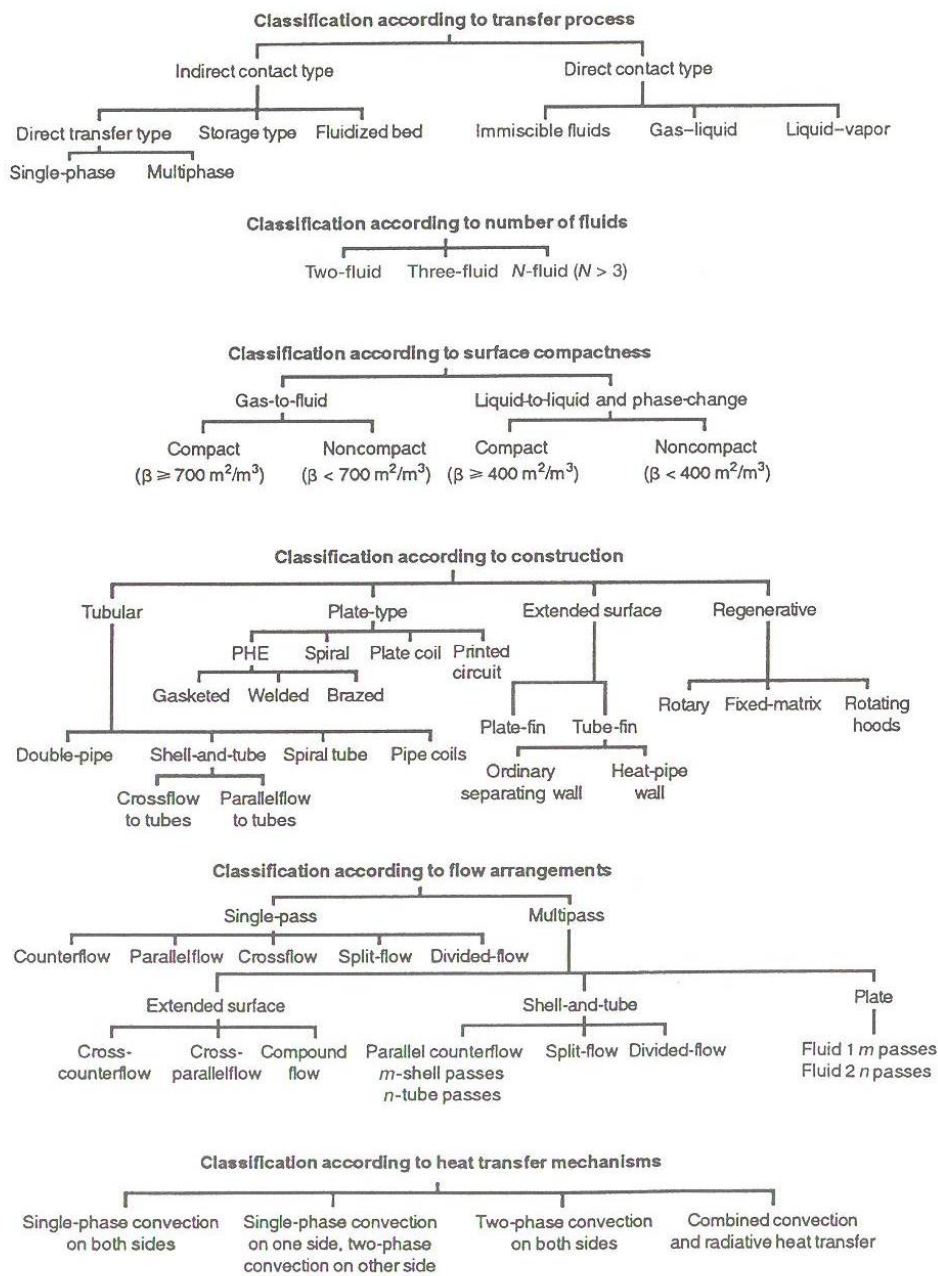 Classification according to transfer process
Indirect contact type
Direct contact type
Direct transfer type
Storage type
Fluidized bed
Immiscible fluids
Gas–liquid
Liquid–vapor
Single-phase
Multiphase
Classification according to number of fluids
Two-fluid
Three-fluid
N-fluid (N > 3)
Classification according to surface compactness
Gas-to-fluid
Liquid-to-liquid and phase-change
Compact
(β ≥ 700 m²/m³)
Noncompact
(β < 700 m²/m³)
Compact
(β ≥ 400 m²/m³)
Noncompact
(β < 400 m²/m³)
Classification according to construction
Tubular
Plate-type
Extended surface
Regenerative
PHE
Spiral
Plate coil
Printed
circuit
Gasketed
Welded
Brazed
Plate-fin
Tube-fin
Rotary
Fixed-matrix
Rotating
hoods
Ordinary
separating wall
Heat-pipe
wall
Double-pipe
Shell-and-tube
Spiral tube
Pipe coils
Crossflow
to tubes
Parallelflow
to tubes
Classification according to flow arrangements
Single-pass
Multipass
Counterflow
Parallelflow
Crossflow
Split-flow
Divided-flow
Extended surface
Shell-and-tube
Plate
Cross-
counterflow
Cross-
parallelflow
Compound
flow
Parallel counterflow
m-shell passes
n-tube passes
Split-flow
Divided-flow
Fluid 1 m passes
Fluid 2 n passes
Classification according to heat transfer mechanisms
Single-phase convection
on both sides
Single-phase convection
on one side, two-phase
convection on other side
Two-phase convection
on both sides
Combined convection
and radiative heat transfer